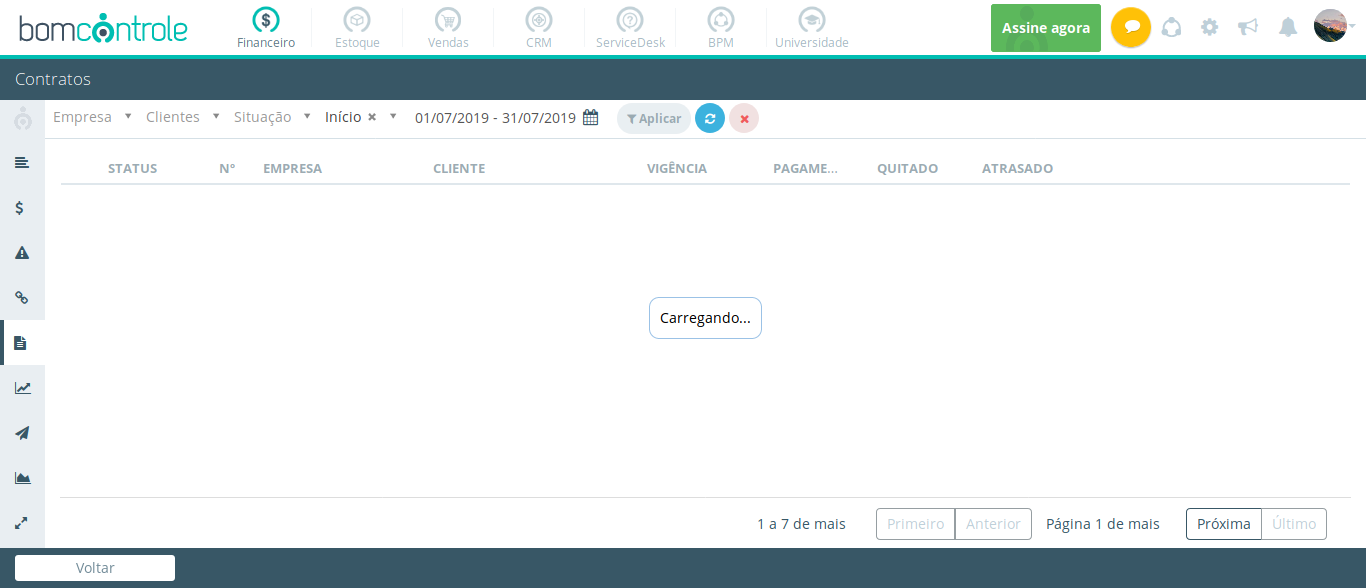 bomcontrole
Financeiro
Estoque
Vendas
CRM
ServiceDesk
BPM
Universidade
Assine agora
Contratos
Empresa Clientes Situação Início 01/07/2019 - 31/07/2019 Aplicar
STATUS Nº EMPRESA CLIENTE VIGÊNCIA PAGAME... QUITADO ATRASADO
Carregando...
1 a 7 de mais Primeiro Anterior Página 1 de mais Próxima Último
Voltar